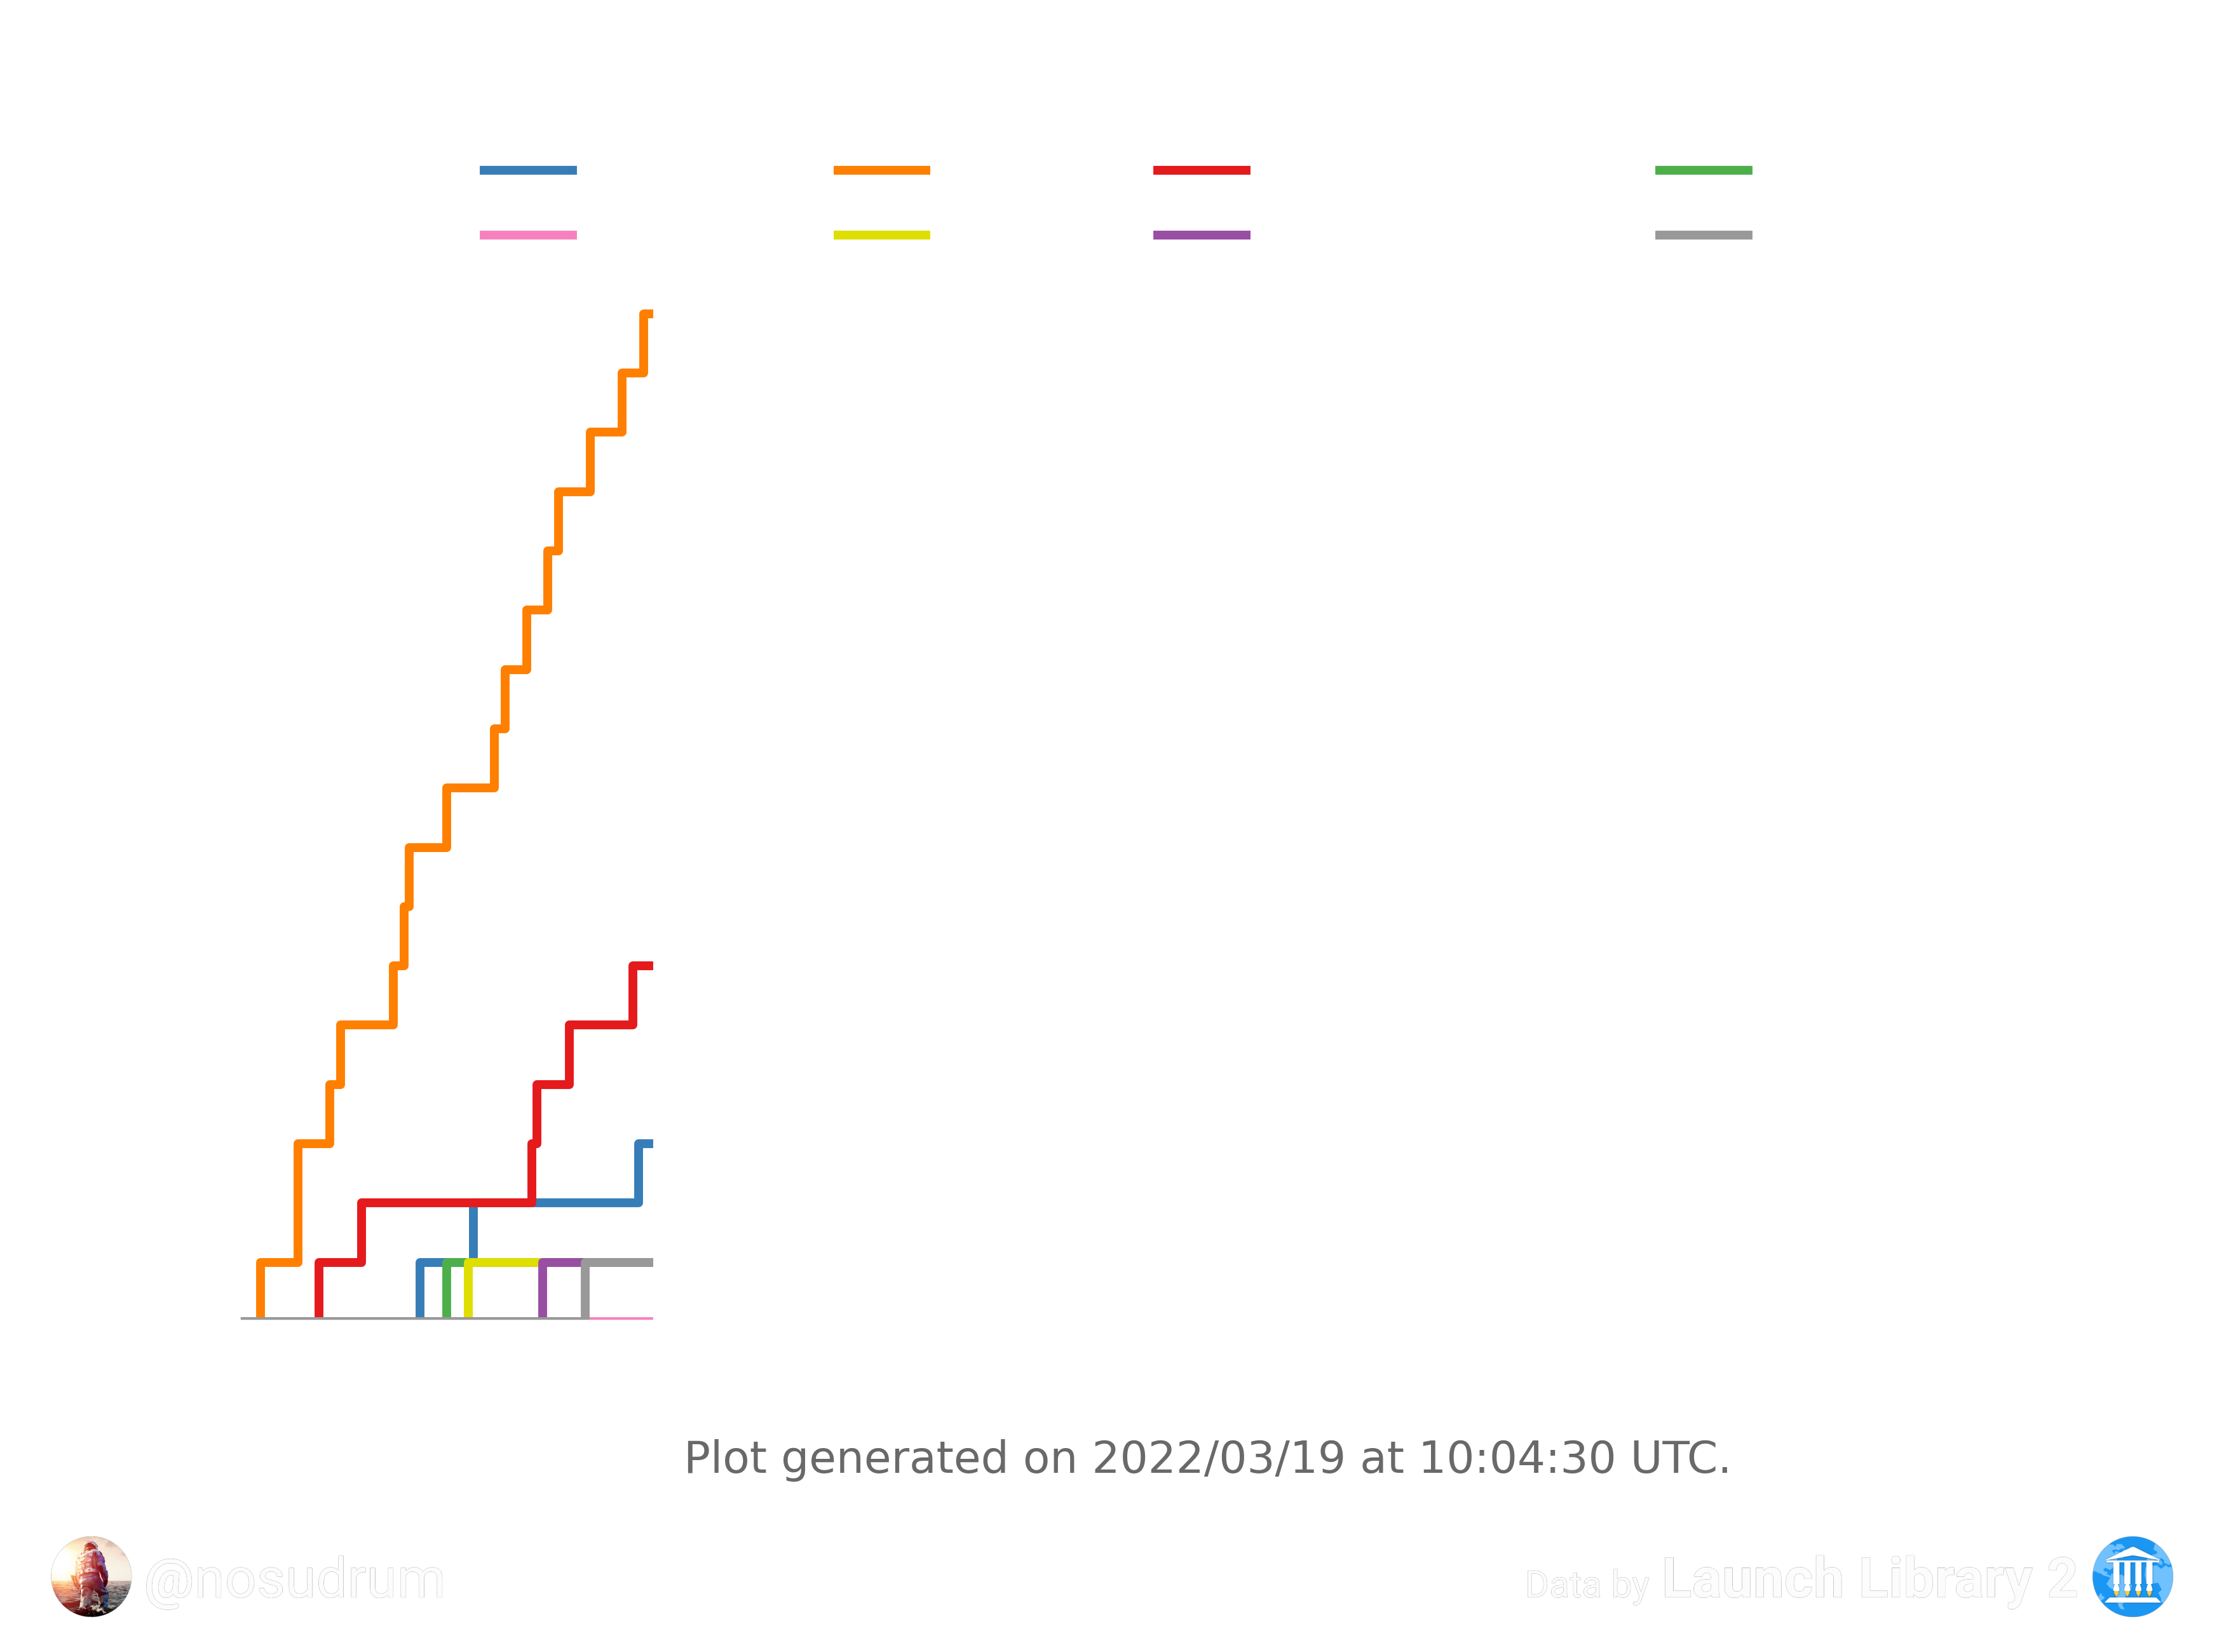 Plot generated on 2022/03/19 at 10:04:30 UTC.
@nosudrum
Data by Launch Library 2